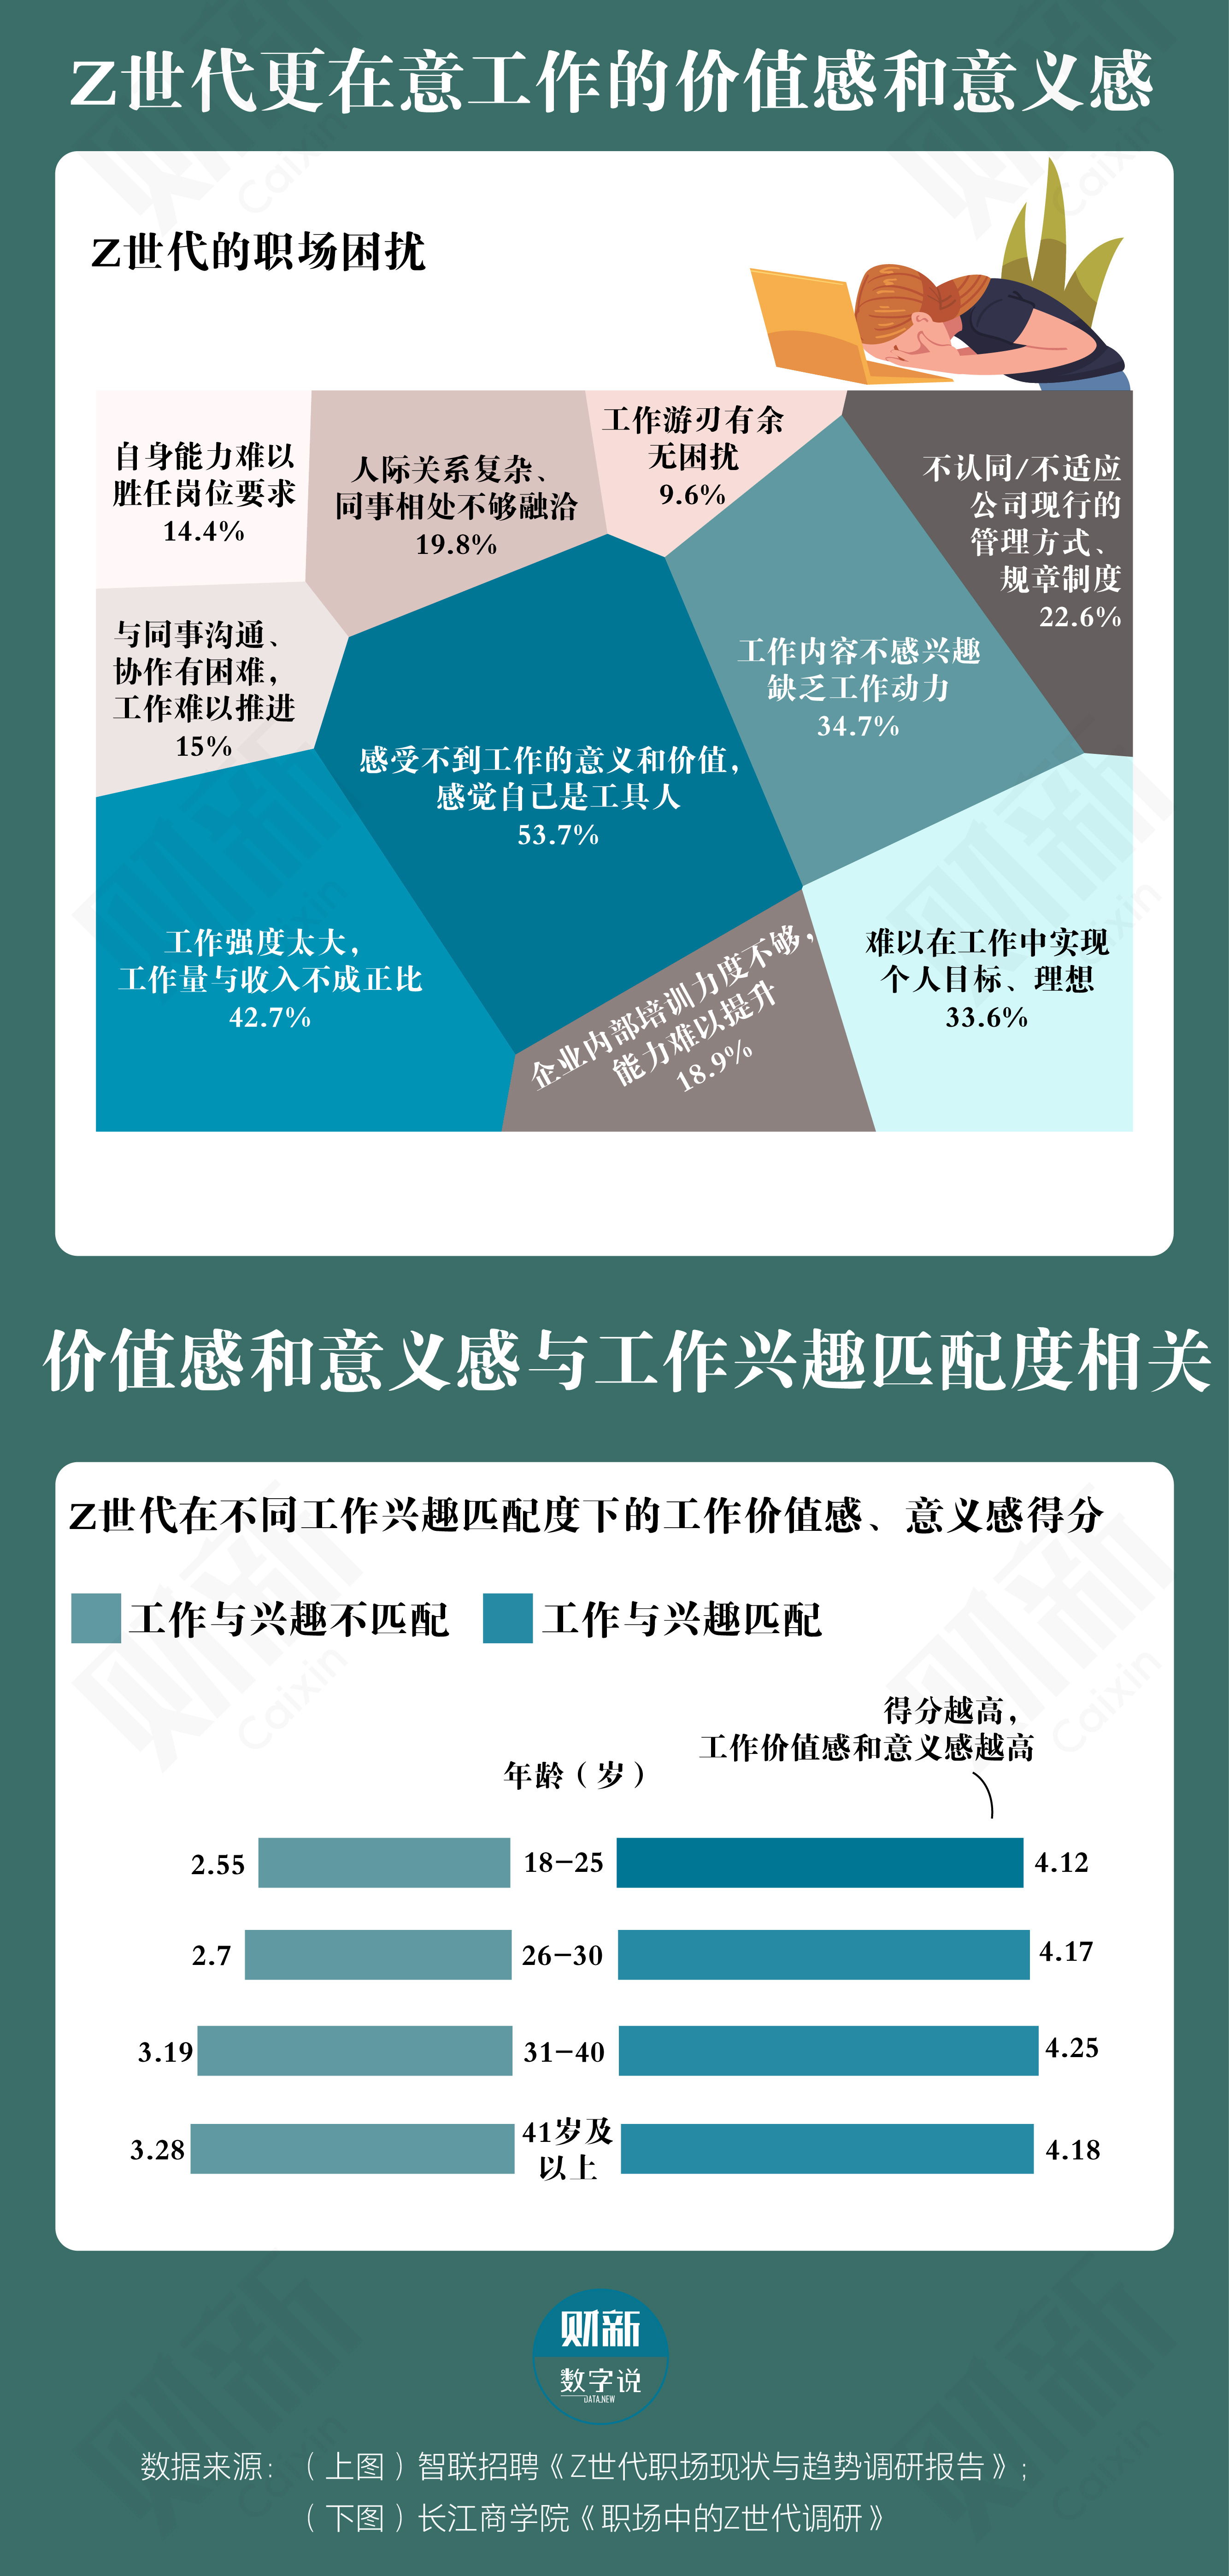 Z世代更在意工作的价值感和意义感
Z世代的职场困扰
自身能力难以
胜任岗位要求
14.4%
人际关系复杂、
同事相处不够融洽
19.8%
工作游刃有余
无困扰
9.6%
不认同/不适应
公司现行的
管理方式、
规章制度
22.6%
与同事沟通、
协作有困难，
工作难以推进
15%
工作内容不感兴趣
缺乏工作动力
34.7%
感受不到工作的意义和价值，
感觉自己是工具人
53.7%
工作强度太大，
工作量与收入不成正比
42.7%
企业内部培训力度不够，
能力难以提升
18.9%
难以在工作中实现
个人目标、理想
33.6%
价值感和意义感与工作兴趣匹配度相关
Z世代在不同工作兴趣匹配度下的工作价值感、意义感得分
工作与兴趣不匹配
工作与兴趣匹配
得分越高，
工作价值感和意义感越高
年龄（岁）
2.55 18-25 4.12
2.7 26-30 4.17
3.19 31-40 4.25
3.28 41岁及以上 4.18
财新
数字说
DATA.NEW
数据来源：（上图）智联招聘《Z世代职场现状与趋势调研报告》；
（下图）长江商学院《职场中的Z世代调研》
财新
Caixin